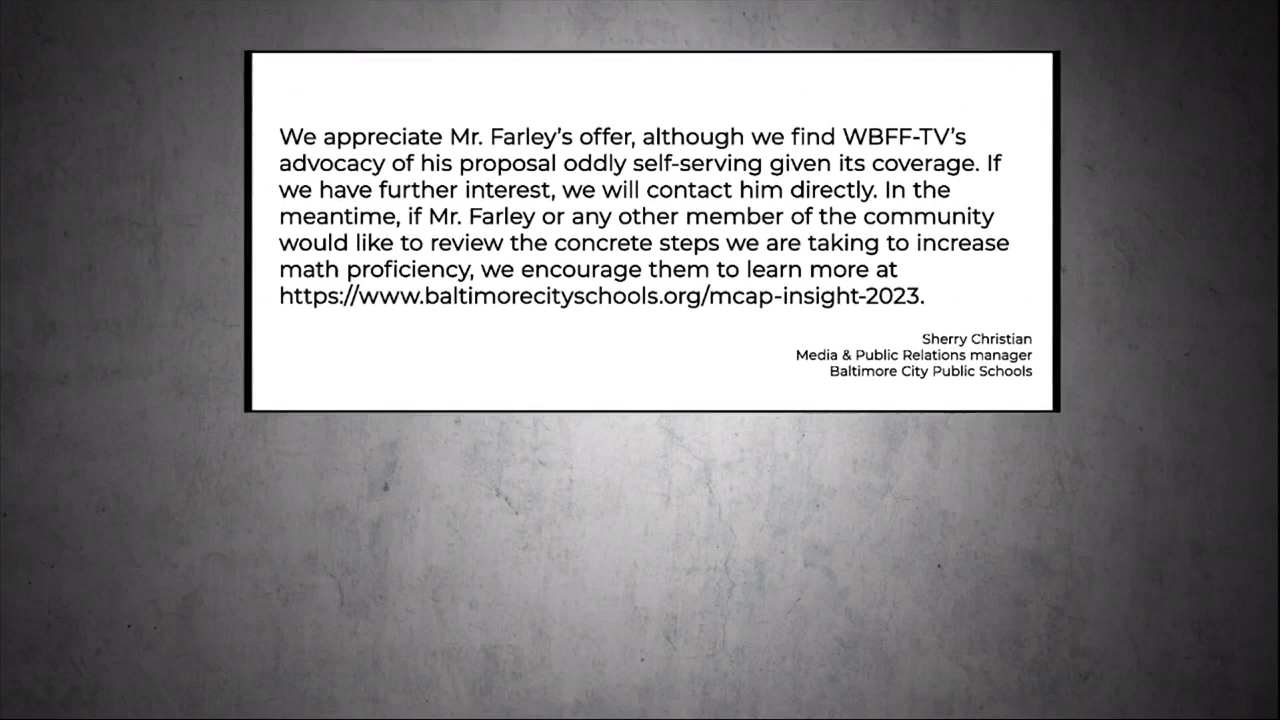 We appreciate Mr. Farley’s offer, although we find WBFF-TV’s
advocacy of his proposal oddly self-serving given its coverage. If
we have further interest, we will contact him directly. In the
meantime, if Mr. Farley or any other member of the community
would like to review the concrete steps we are taking to increase
math proficiency, we encourage them to learn more at
https://www.baltimorecityschools.org/mcap-insight-2023.
Sherry Christian
Media & Public Relations manager
Baltimore City Public Schools